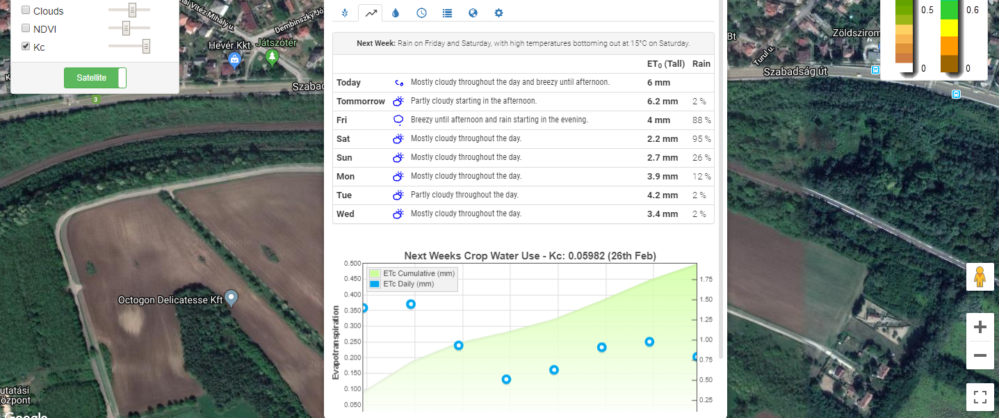 Clouds
NDVI
Kc
Satellite
Dembinszky Jó
Hevér Kkt
Játszótér
Szabad
3
Octogon Delicatesse Kft
utatási
özpont
Google
Next Week: Rain on Friday and Saturday, with high temperatures bottoming out at 15°C on Saturday.
ET0 (Tall) Rain
Today Mostly cloudy throughout the day and breezy until afternoon. 6 mm
Tommorrow Partly cloudy starting in the afternoon. 6.2 mm 2 %
Fri Breezy until afternoon and rain starting in the evening. 4 mm 88 %
Sat Mostly cloudy throughout the day. 2.2 mm 95 %
Sun Mostly cloudy throughout the day. 2.7 mm 26 %
Mon Mostly cloudy throughout the day. 3.9 mm 12 %
Tue Partly cloudy throughout the day. 4.2 mm 2 %
Wed Mostly cloudy throughout the day. 3.4 mm 2 %
Next Weeks Crop Water Use - Kc: 0.05982 (26th Feb)
ETc Cumulative (mm)
ETc Daily (mm)
Evapotranspiration
0.500
0.450
0.400
0.350
0.300
0.250
0.200
0.150
0.100
0.050
1.75
1.50
1.25
1.00
0.75
0.50
0.25
Bt
Zöldszirom
Turul u.
Szabadság út
0.5
0.6
0
0